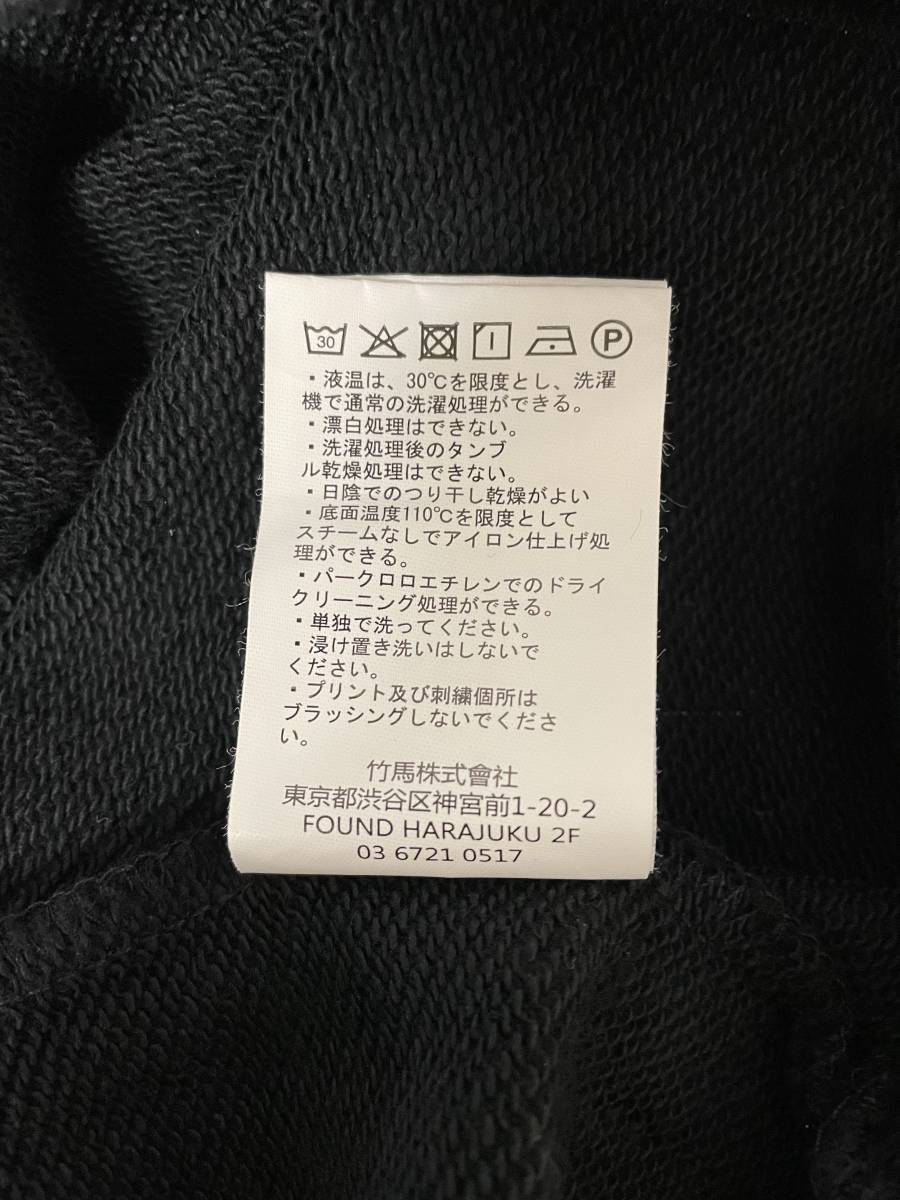 30 P
・液温は、30℃を限度とし、洗濯
機で通常の洗濯処理ができる。
・漂白処理はできない。
・洗濯処理後のタンブ
ル乾燥処理はできない。
・日陰でのつり干し乾燥がよい
・底面温度110℃を限度として
スチームなしでアイロン仕上げ処
理ができる。
・パークロロエチレンでのドライ
クリーニング処理ができる。
・単独で洗ってください。
・浸け置き洗いはしないで
ください。
・プリント及び刺繍個所は
ブラッシングしないでくださ
い。
竹馬株式會社
東京都渋谷区神宮前1-20-2
FOUND HARAJUKU 2F
03 6721 0517